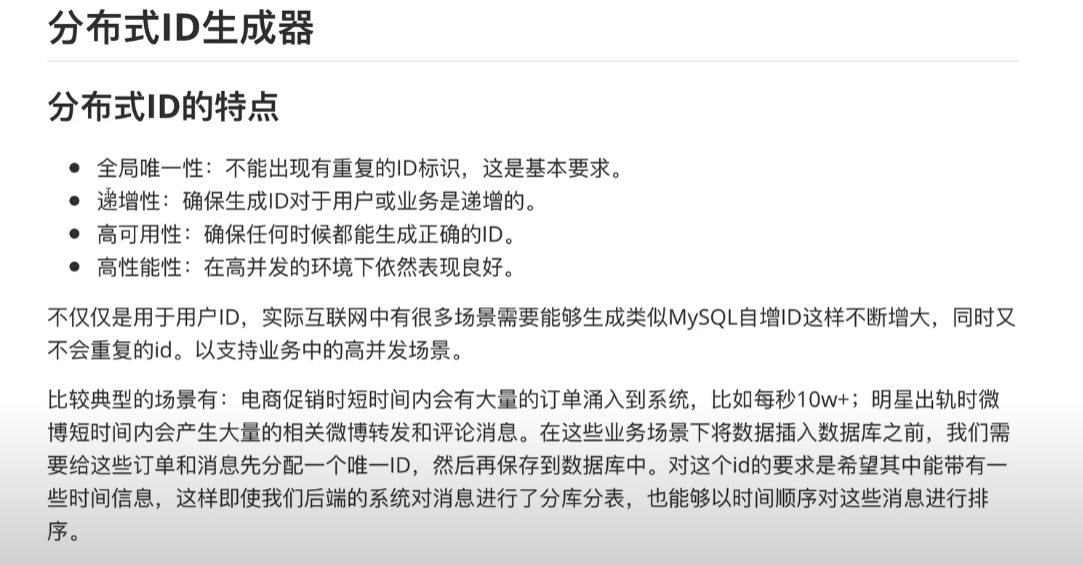 分布式ID生成器
分布式ID的特点
全局唯一性：不能出现有重复的ID标识，这是基本要求。
递增性：确保生成ID对于用户或业务是递增的。
高可用性：确保任何时候都能生成正确的ID。
高性能性：在高并发的环境下依然表现良好。
不仅仅是用于用户ID，实际互联网中有很多场景需要能够生成类似MySQL自增ID这样不断增大，同时又
不会重复的id。以支持业务中的高并发场景。
比较典型的场景有：电商促销时短时间内会有大量的订单涌入到系统，比如每秒10w+；明星出轨时微
博短时间内会产生大量的相关微博转发和评论消息。在这些业务场景下将数据插入数据库之前，我们需
要给这些订单和消息先分配一个唯一ID，然后再保存到数据库中。对这个id的要求是希望其中能带有一
些时间信息，这样即使我们后端的系统对消息进行了分库分表，也能够以时间顺序对这些消息进行排
序。